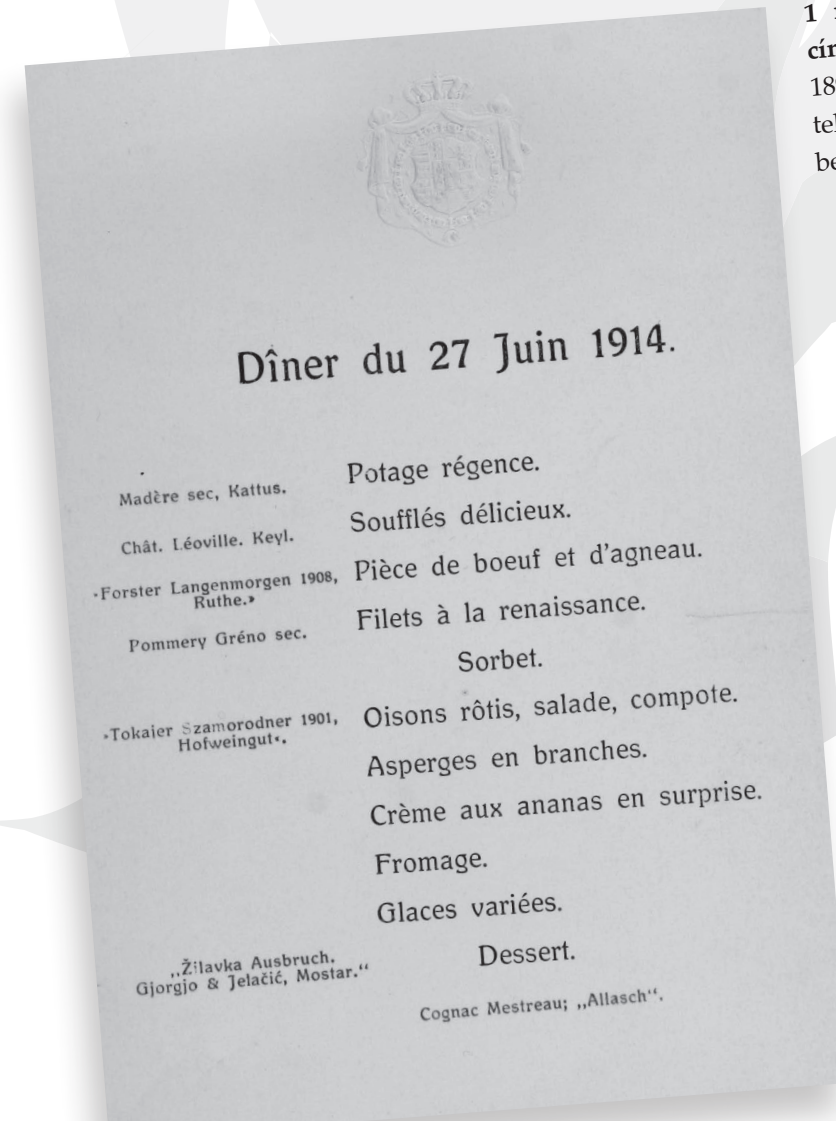 1
Dîner du 27 Juin 1914.
Madère sec, Kattus.
Potage régence.
Chât. Léoville. Keyl.
Soufflés délicieux.
»Forster Langenmorgen 1908,
Ruthe.»
Pièce de boeuf et d’agneau.
Pommery Gréno sec.
Filets à la renaissance.
Sorbet.
»Tokaier Szamorodner 1901,
Hofweingut«.
Oisons rôtis, salade, compote.
Asperges en branches.
Crème aux ananas en surprise.
Fromage.
Glaces variées.
„Žilavka Ausbruch.
Gjorgjo & Jelačić, Mostar.“
Dessert.
Cognac Mestreau; „Allasch“.